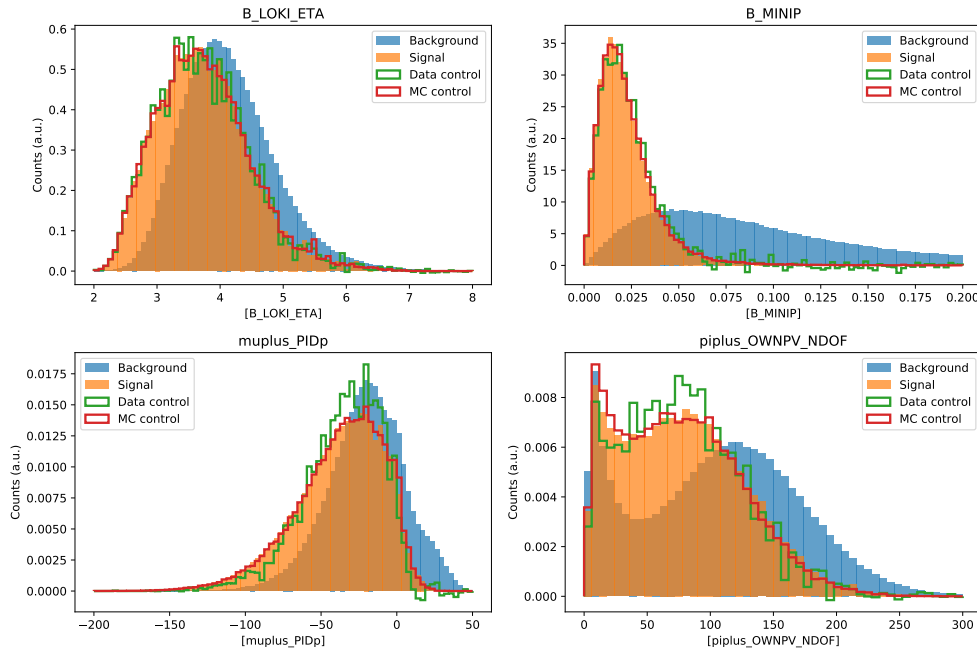 B_LOKI_ETA
0.6
0.5
0.4
0.3
0.2
0.1
0.0
Counts (a.u.)
Background
Signal
Data control
MC control
2
3
4
5
6
7
8
[B_LOKI_ETA]
B_MINIP
35
30
25
20
15
10
5
0
Counts (a.u.)
Background
Signal
Data control
MC control
0.000
0.025
0.050
0.075
0.100
0.125
0.150
0.175
0.200
[B_MINIP]
muplus_PIDp
0.0175
0.0150
0.0125
0.0100
0.0075
0.0050
0.0025
0.0000
Counts (a.u.)
Background
Signal
Data control
MC control
−200
−150
−100
−50
0
50
[muplus_PIDp]
piplus_OWNPV_NDOF
0.008
0.006
0.004
0.002
0.000
Counts (a.u.)
Background
Signal
Data control
MC control
0
50
100
150
200
250
300
[piplus_OWNPV_NDOF]